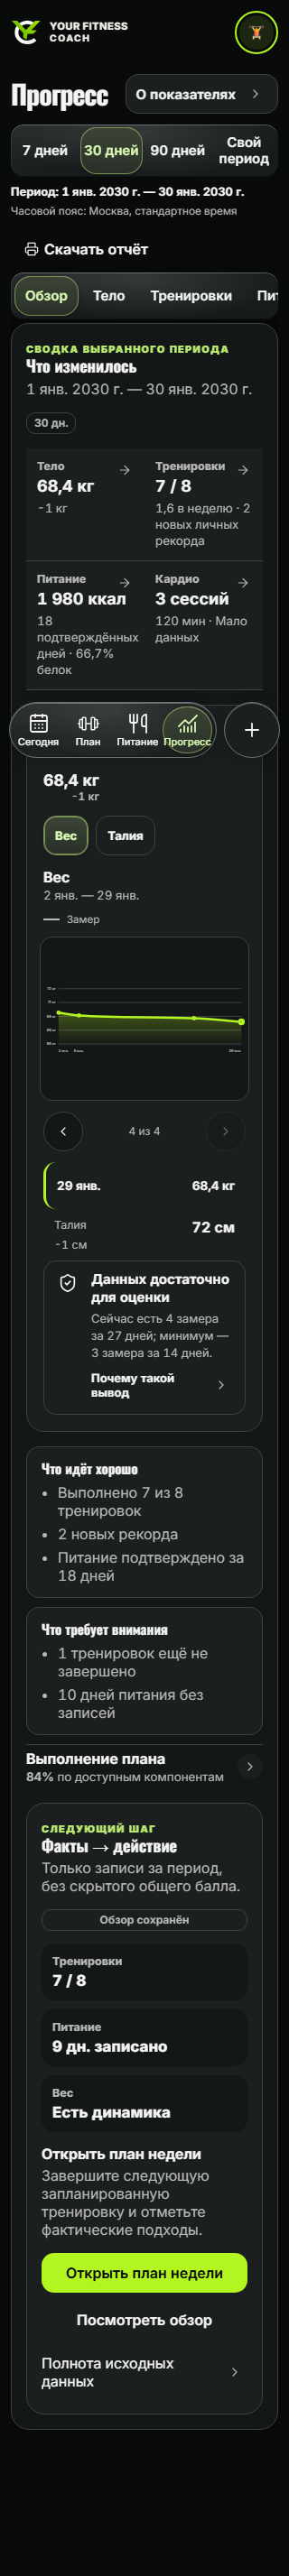 YOUR FITNESS
COACH
Прогресс
О показателях
7 дней
30 дней
90 дней
Свой
период
Период: 1 янв. 2030 г. — 30 янв. 2030 г.
Часовой пояс: Москва, стандартное время
Скачать отчёт
Обзор
Тело
Тренировки
Пит
СВОДКА ВЫБРАННОГО ПЕРИОДА
Что изменилось
1 янв. 2030 г. — 30 янв. 2030 г.
30 дн.
Тело
68,4 кг
-1 кг
Тренировки
7 / 8
1,6 в неделю · 2
новых личных
рекорда
Питание
1 980 ккал
18
подтверждённых
дней · 66,7%
белок
Кардио
3 сессий
120 мин · Мало
данных
Сегодня
План
Питание
Прогресс
68,4 кг
-1 кг
Вес
Талия
Вес
2 янв. — 29 янв.
Замер
4 из 4
29 янв.
68,4 кг
Талия
72 см
-1 см
Данных достаточно
для оценки
Сейчас есть 4 замера
за 27 дней; минимум —
3 замера за 14 дней.
Почему такой
вывод
Что идёт хорошо
• Выполнено 7 из 8
тренировок
• 2 новых рекорда
• Питание подтверждено за
18 дней
Что требует внимания
• 1 тренировок ещё не
завершено
• 10 дней питания без
записей
Выполнение плана
84% по доступным компонентам
СЛЕДУЮЩИЙ ШАГ
Факты → действие
Только записи за период,
без скрытого общего балла.
Обзор сохранён
Тренировки
7 / 8
Питание
9 дн. записано
Вес
Есть динамика
Открыть план недели
Завершите следующую
запланированную
тренировку и отметьте
фактические подходы.
Открыть план недели
Посмотреть обзор
Полнота исходных
данных